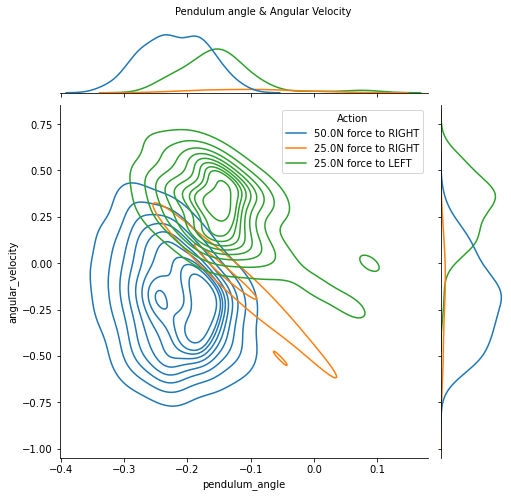 Pendulum angle & Angular Velocity
Action
50.0N force to RIGHT
25.0N force to RIGHT
25.0N force to LEFT
0.75
0.50
0.25
0.00
−0.25
−0.50
−0.75
−1.00
angular_velocity
−0.4 −0.3 −0.2 −0.1 0.0 0.1
pendulum_angle